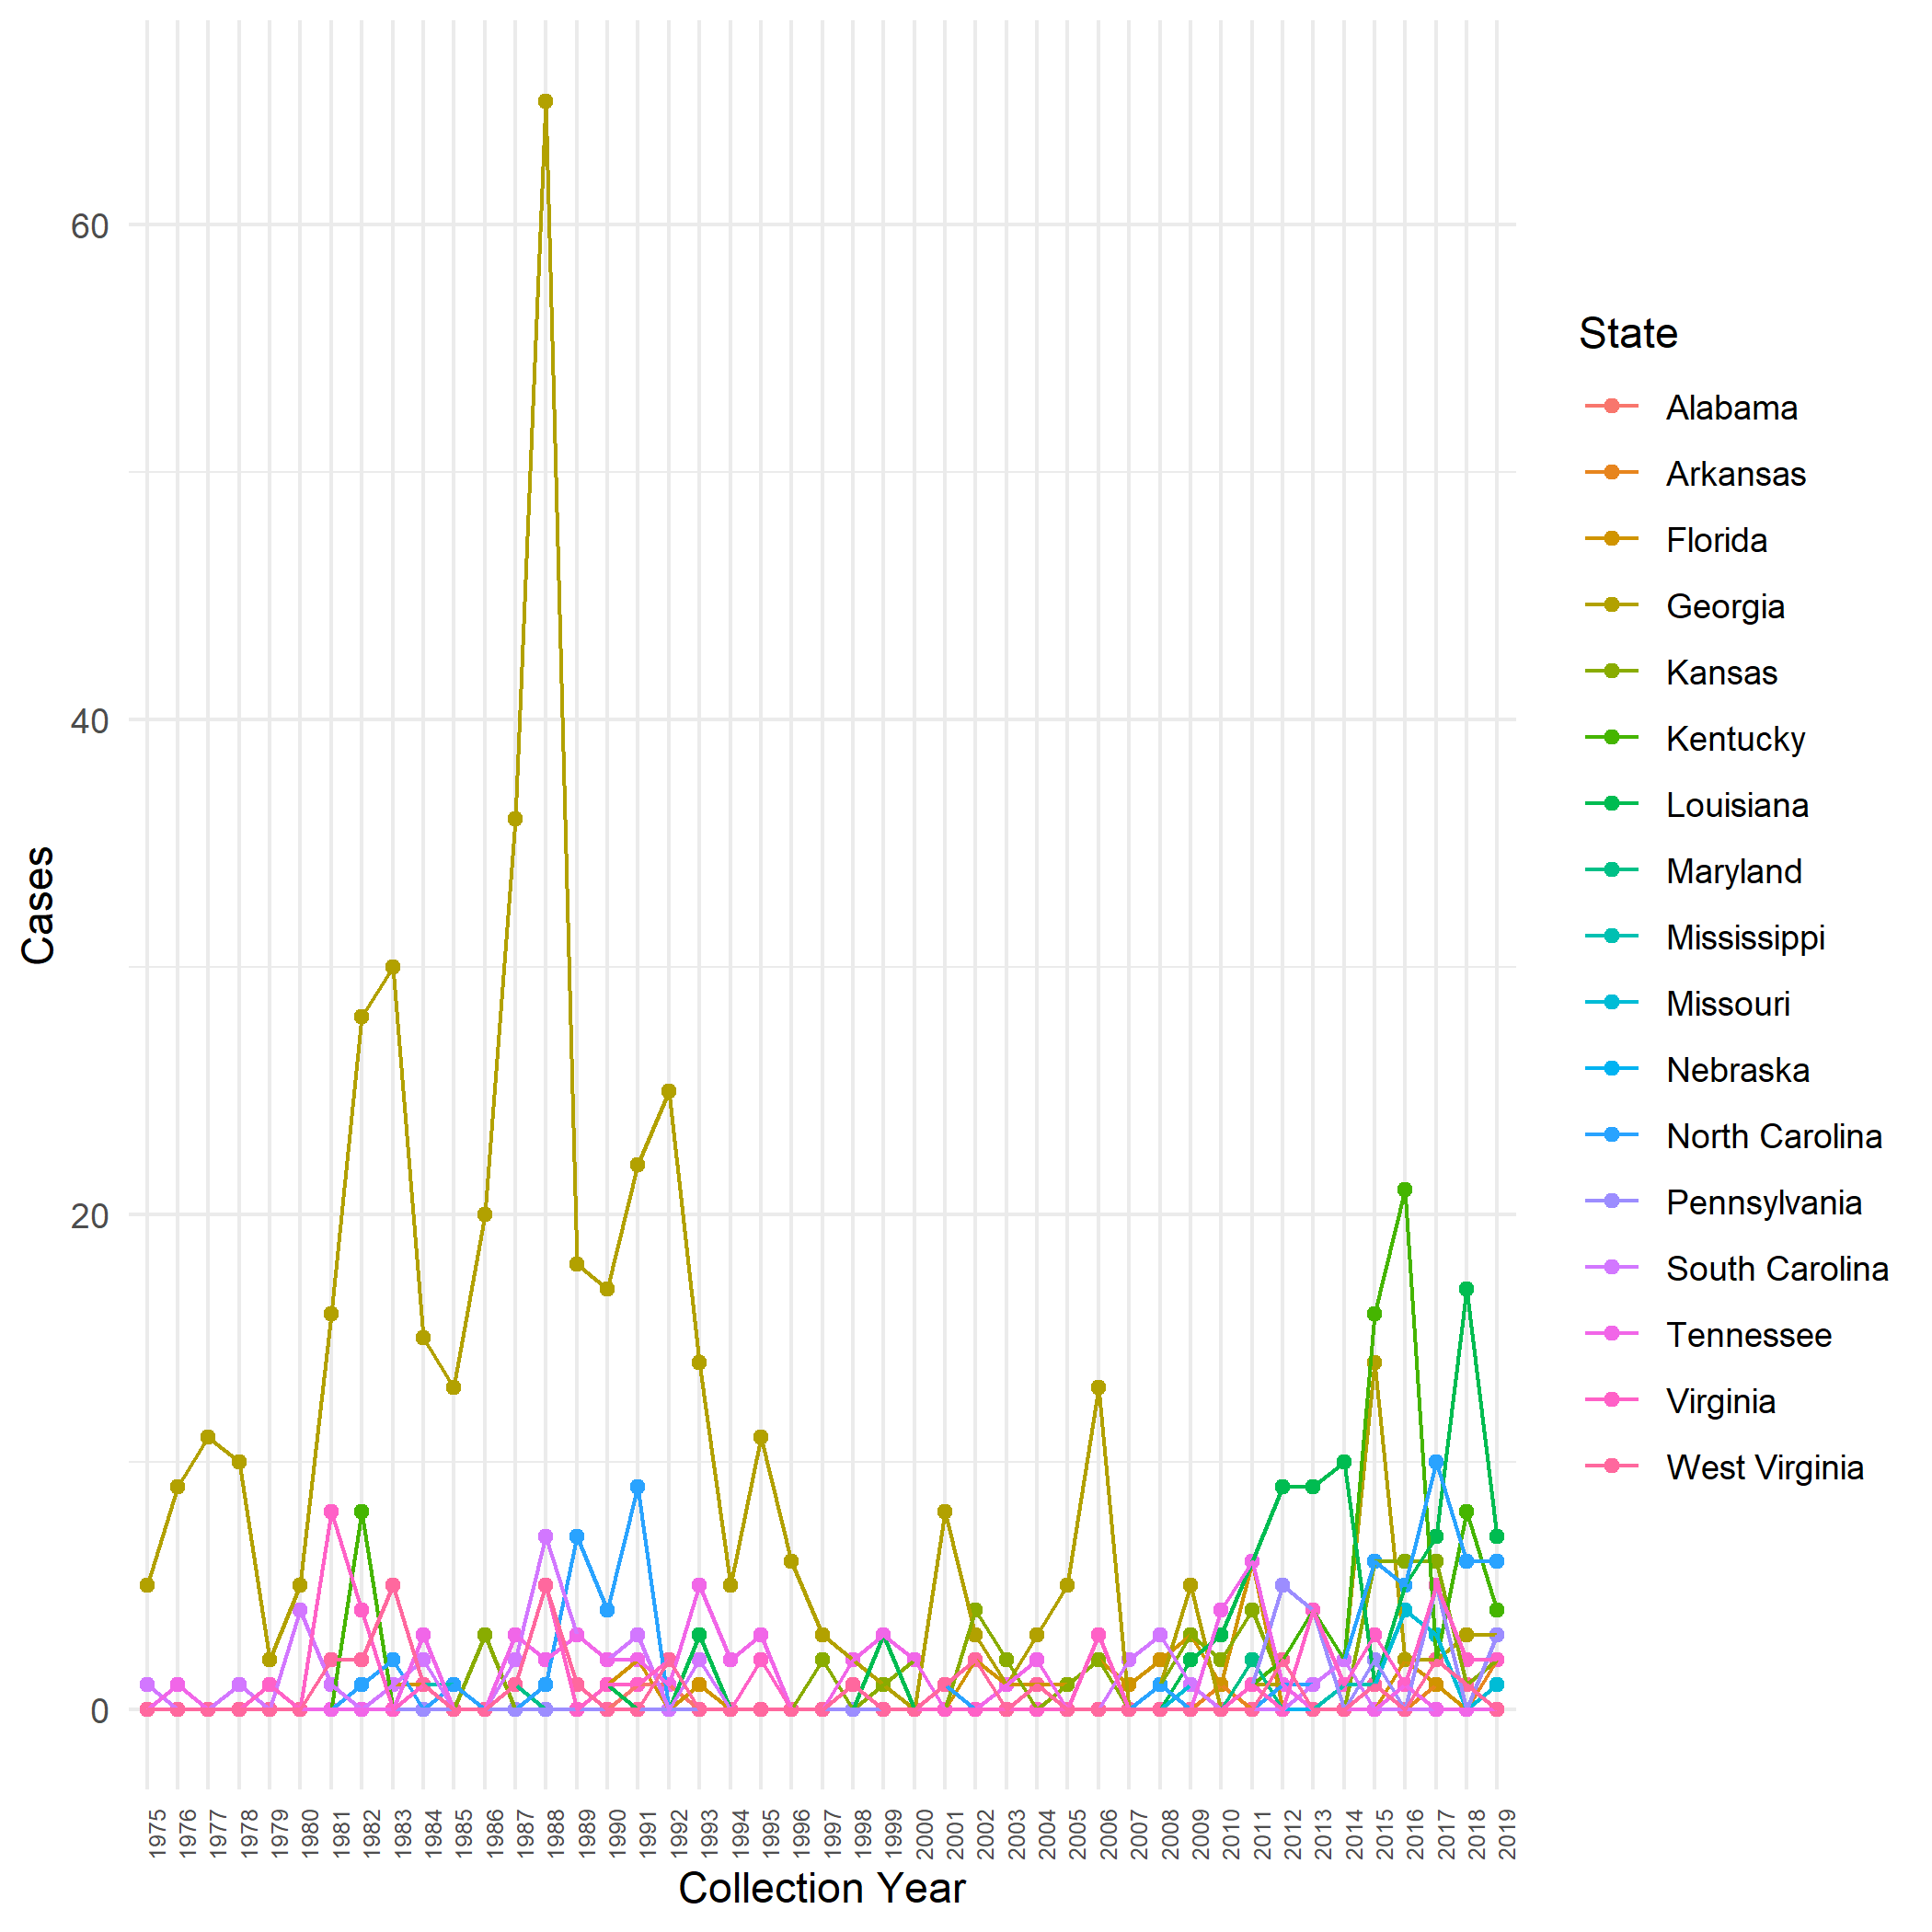 60
40
20
0
Cases
1975
1976
1977
1978
1979
1980
1981
1982
1983
1984
1985
1986
1987
1988
1989
1990
1991
1992
1993
1994
1995
1996
1997
1998
1999
2000
2001
2002
2003
2004
2005
2006
2007
2008
2009
2010
2011
2012
2013
2014
2015
2016
2017
2018
2019
Collection Year
State
Alabama
Arkansas
Florida
Georgia
Kansas
Kentucky
Louisiana
Maryland
Mississippi
Missouri
Nebraska
North Carolina
Pennsylvania
South Carolina
Tennessee
Virginia
West Virginia